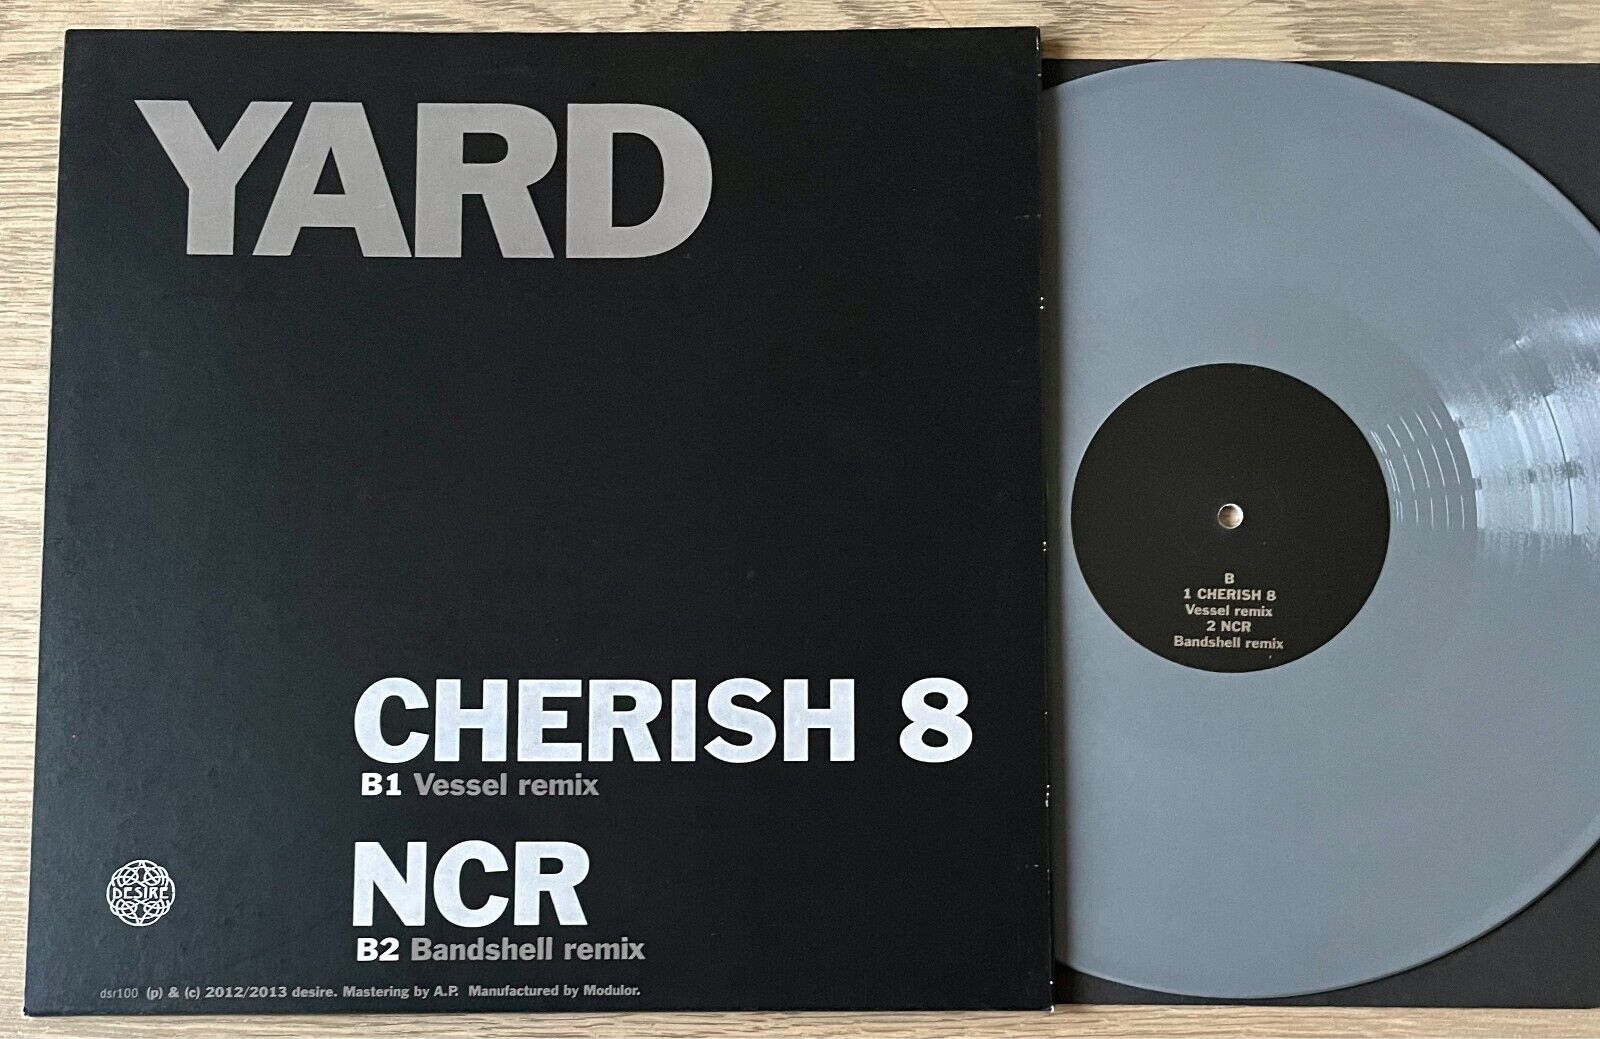 YARD
CHERISH 8
B1 Vessel remix
NCR
B2 Bandshell remix
DESIRE
dsr100 (p) & (c) 2012/2013 desire. Mastering by A.P. Manufactured by Modulor.
B
1 CHERISH 8
Vessel remix
2 NCR
Bandshell remix